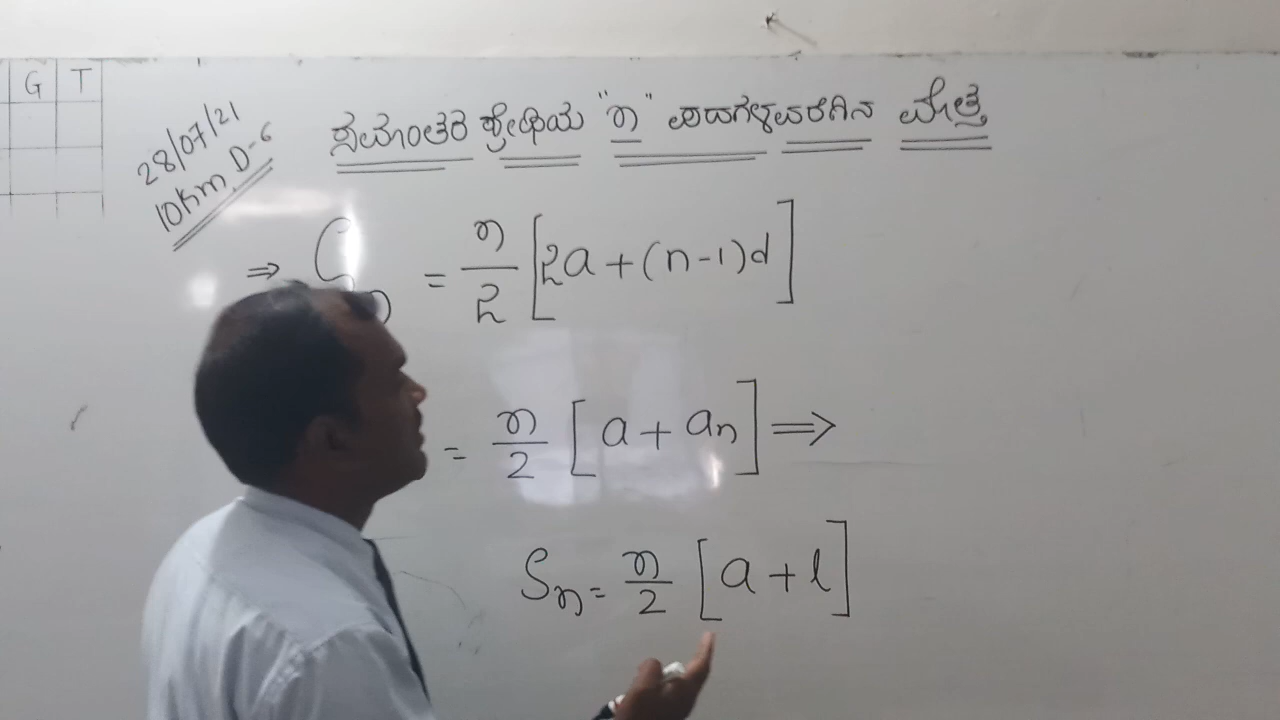 G T
28/07/21
10Km D-6
ಸಮಾಂತರ ಶ್ರೇಢಿಯ "n" ಪದಗಳವರೆಗಿನ ಮೊತ್ತ
⇒ Sn = n/2 [2a+(n-1)d]
= n/2 [a+an] ⇒
Sn = n/2 [a+l]